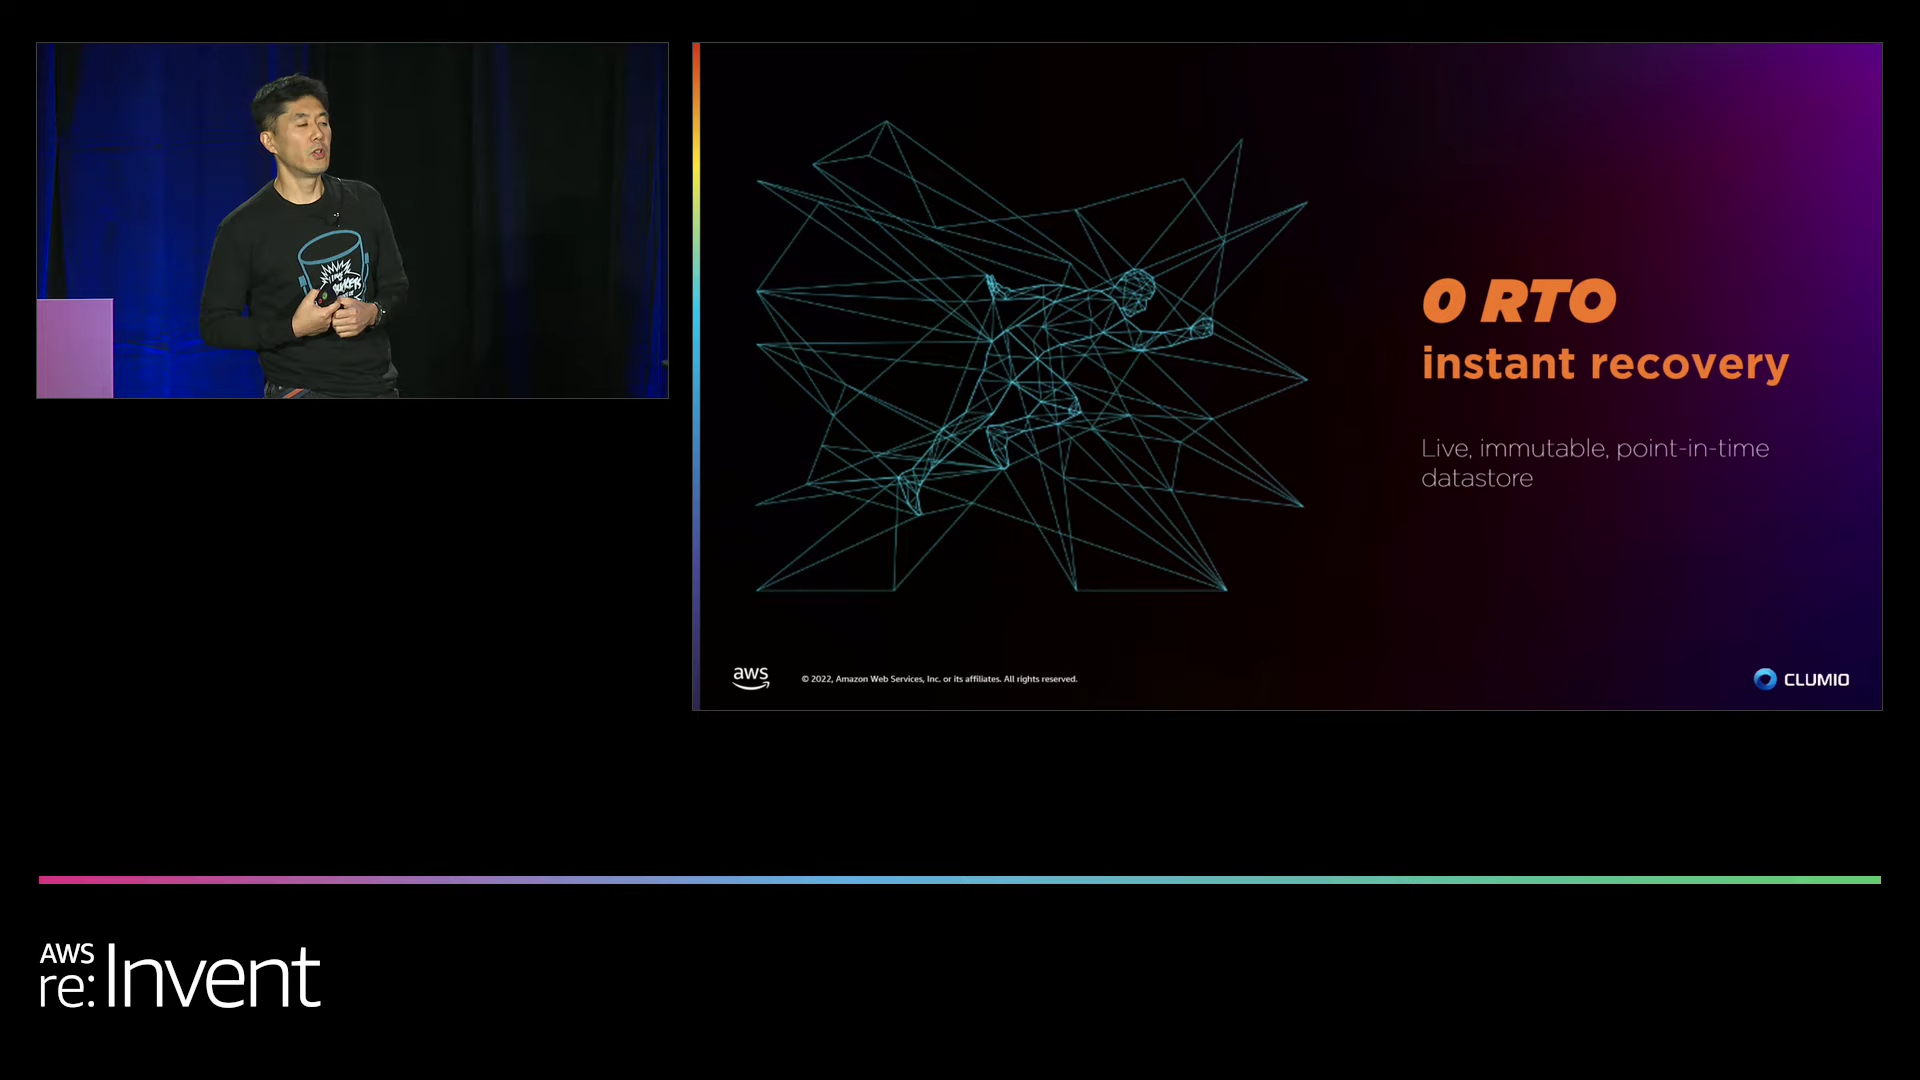 0 RTO
instant recovery
Live, immutable, point-in-time
datastore
aws
© 2022, Amazon Web Services, Inc. or its affiliates. All rights reserved.
CLUMIO
AWS
re:Invent